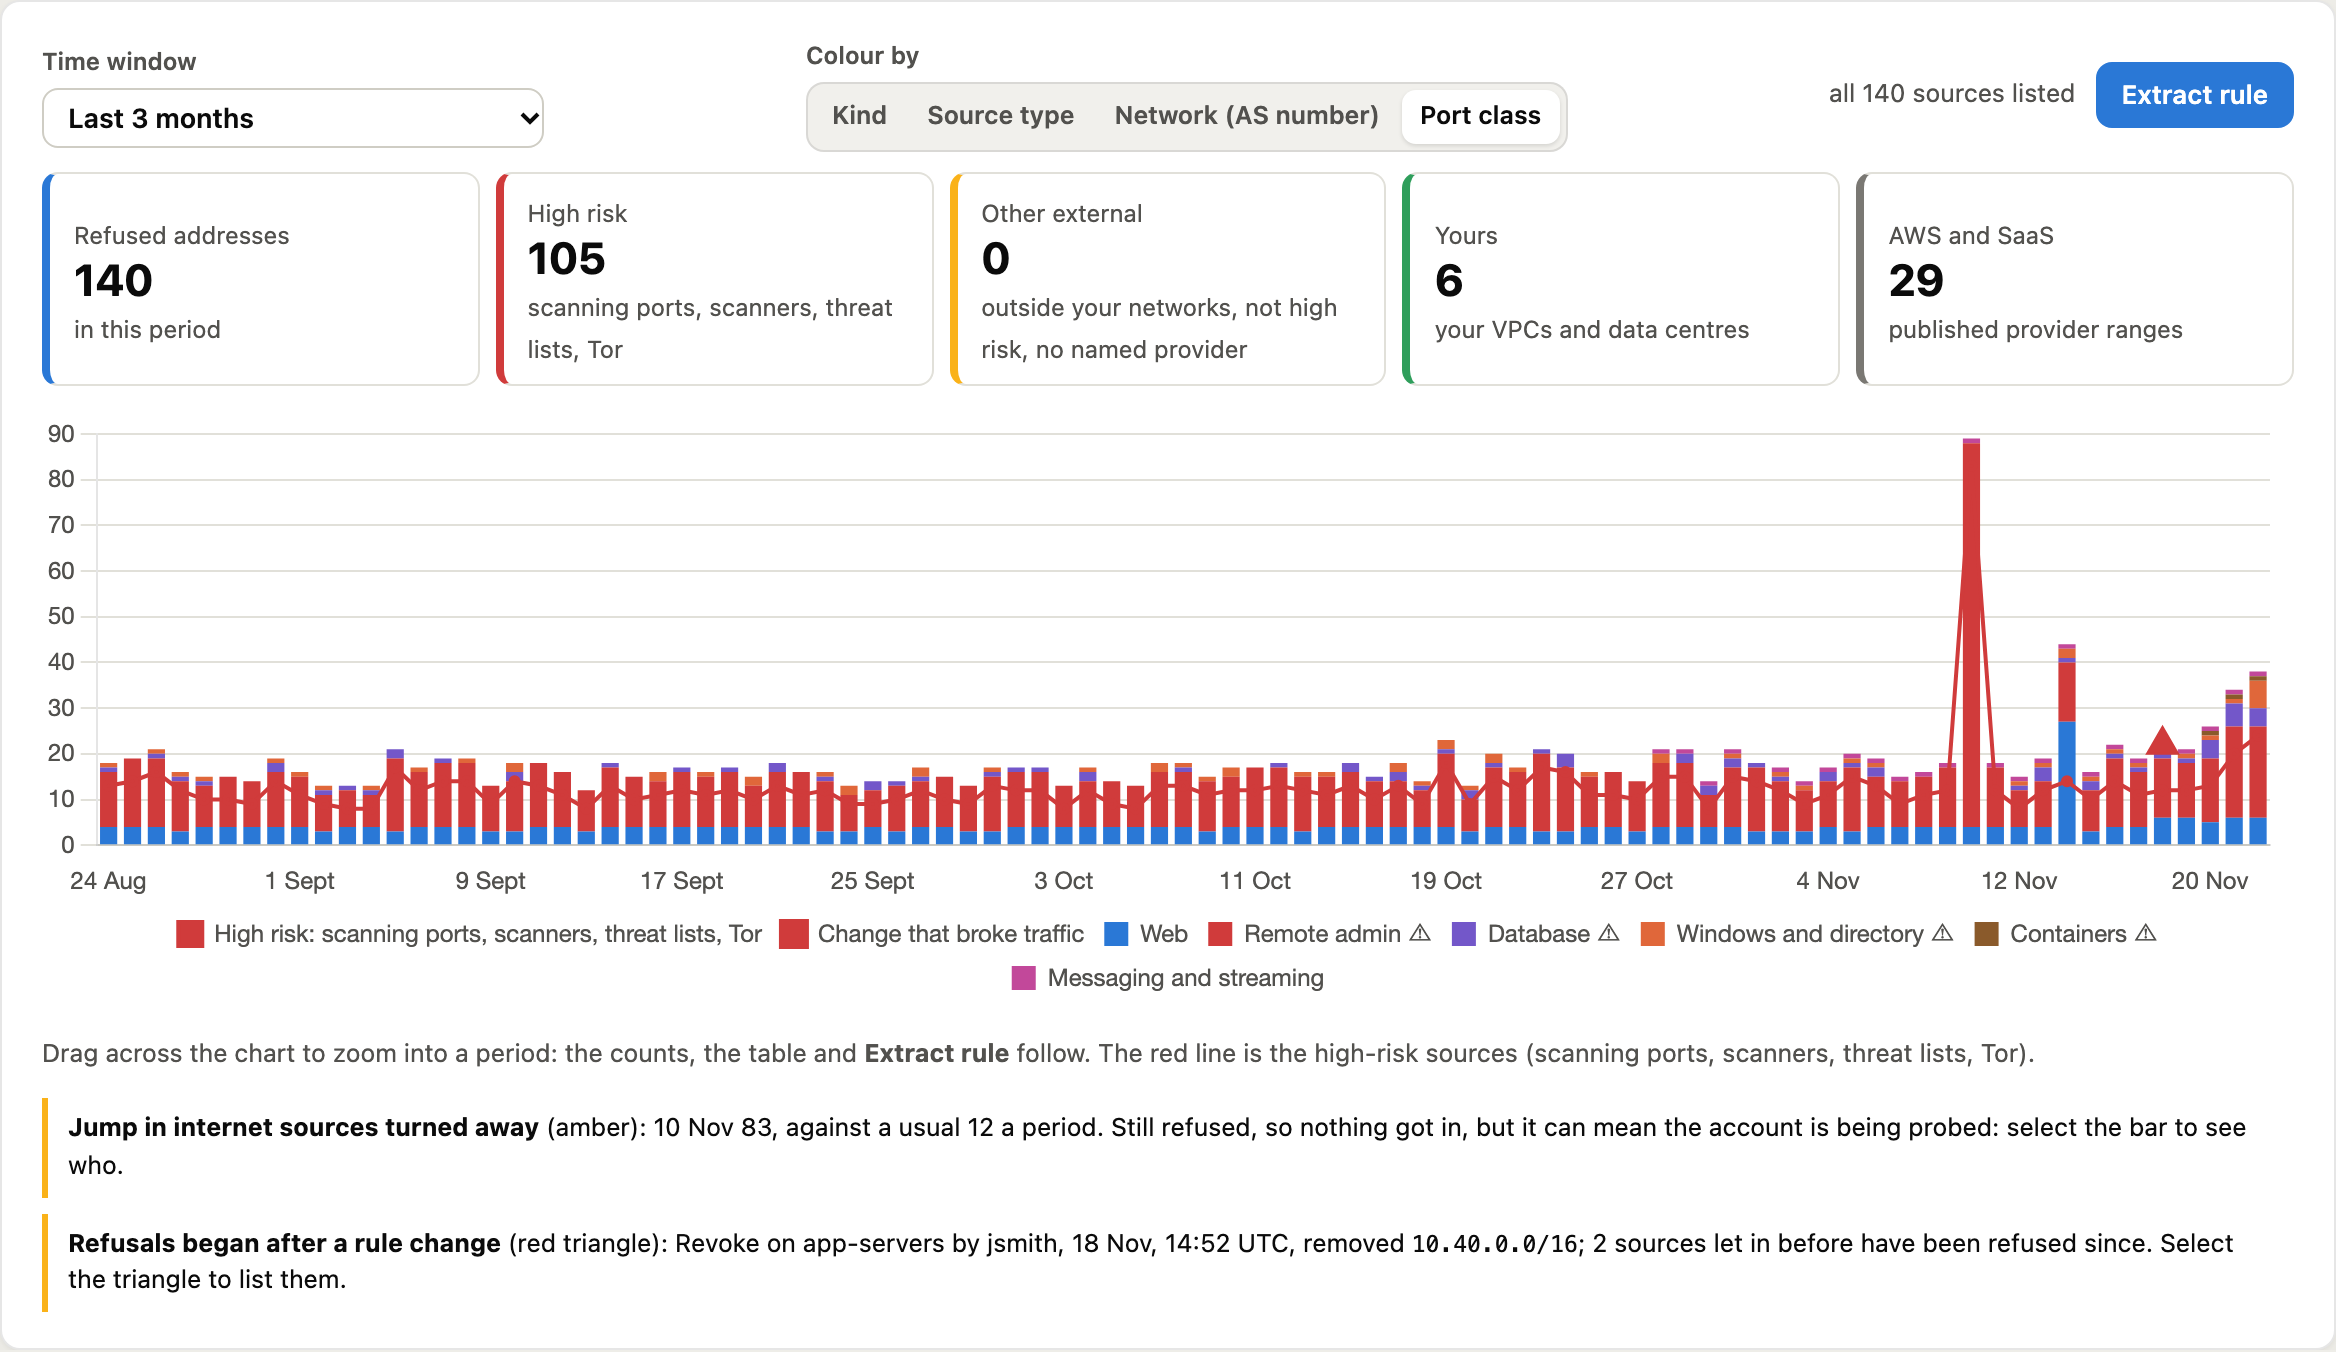 Time window
Last 3 months
Colour by
Kind
Source type
Network (AS number)
Port class
all 140 sources listed
Extract rule
Refused addresses
140
in this period
High risk
105
scanning ports, scanners, threat
lists, Tor
Other external
0
outside your networks, not high
risk, no named provider
Yours
6
your VPCs and data centres
AWS and SaaS
29
published provider ranges
90
80
70
60
50
40
30
20
10
0
24 Aug
1 Sept
9 Sept
17 Sept
25 Sept
3 Oct
11 Oct
19 Oct
27 Oct
4 Nov
12 Nov
20 Nov
High risk: scanning ports, scanners, threat lists, Tor
Change that broke traffic
Web
Remote admin ⚠
Database ⚠
Windows and directory ⚠
Containers ⚠
Messaging and streaming
Drag across the chart to zoom into a period: the counts, the table and Extract rule follow. The red line is the high-risk sources (scanning ports, scanners, threat lists, Tor).
Jump in internet sources turned away (amber): 10 Nov 83, against a usual 12 a period. Still refused, so nothing got in, but it can mean the account is being probed: select the bar to see
who.
Refusals began after a rule change (red triangle): Revoke on app-servers by jsmith, 18 Nov, 14:52 UTC, removed 10.40.0.0/16; 2 sources let in before have been refused since. Select
the triangle to list them.